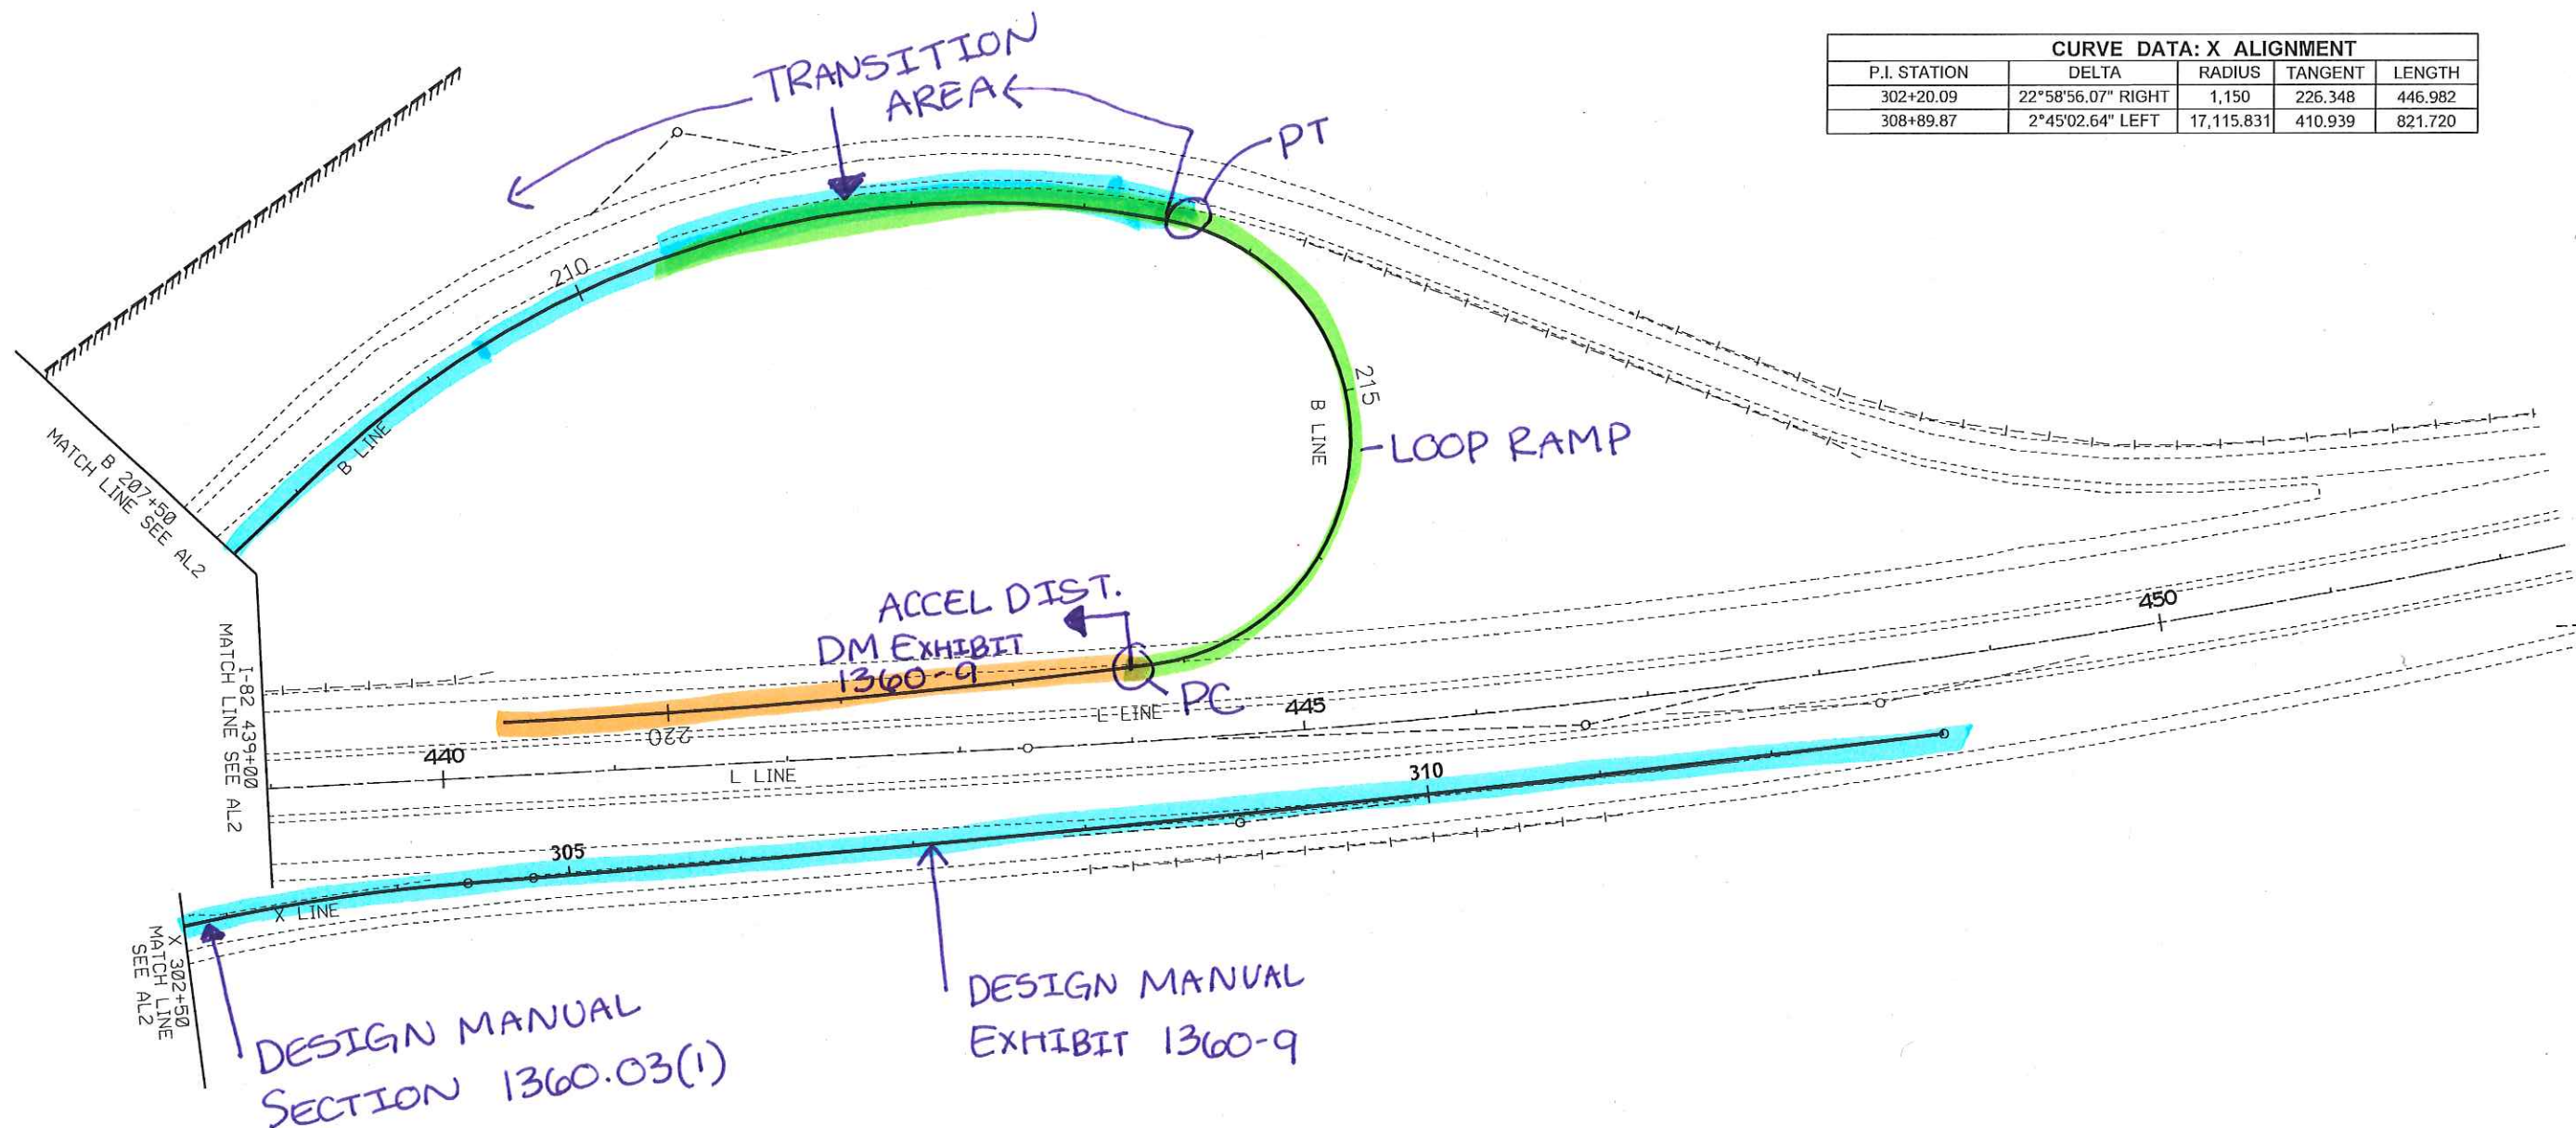 CURVE DATA: X ALIGNMENT
P.I. STATION DELTA RADIUS TANGENT LENGTH
302+20.09 22°58'56.07" RIGHT 1,150 226.348 446.982
308+89.87 2°45'02.64" LEFT 17,115.831 410.939 821.720
TRANSITION
AREA
PT
210
B LINE
B 207+50
MATCH LINE SEE AL2
215
B LINE
LOOP RAMP
ACCEL DIST.
DM EXHIBIT
1360-9
PC
450
I-82 439+00
MATCH LINE SEE AL2
L LINE
445
220
440
L LINE
310
305
X LINE
X 302+50
MATCH LINE
SEE AL2
DESIGN MANUAL
SECTION 1360.03(1)
DESIGN MANUAL
EXHIBIT 1360-9